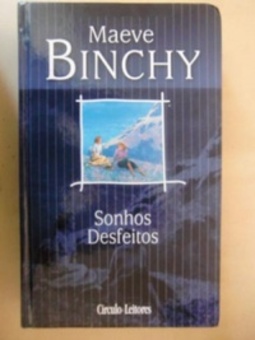 Maeve
BINCHY
Sonhos
Desfeitos
Círculo-Leitores